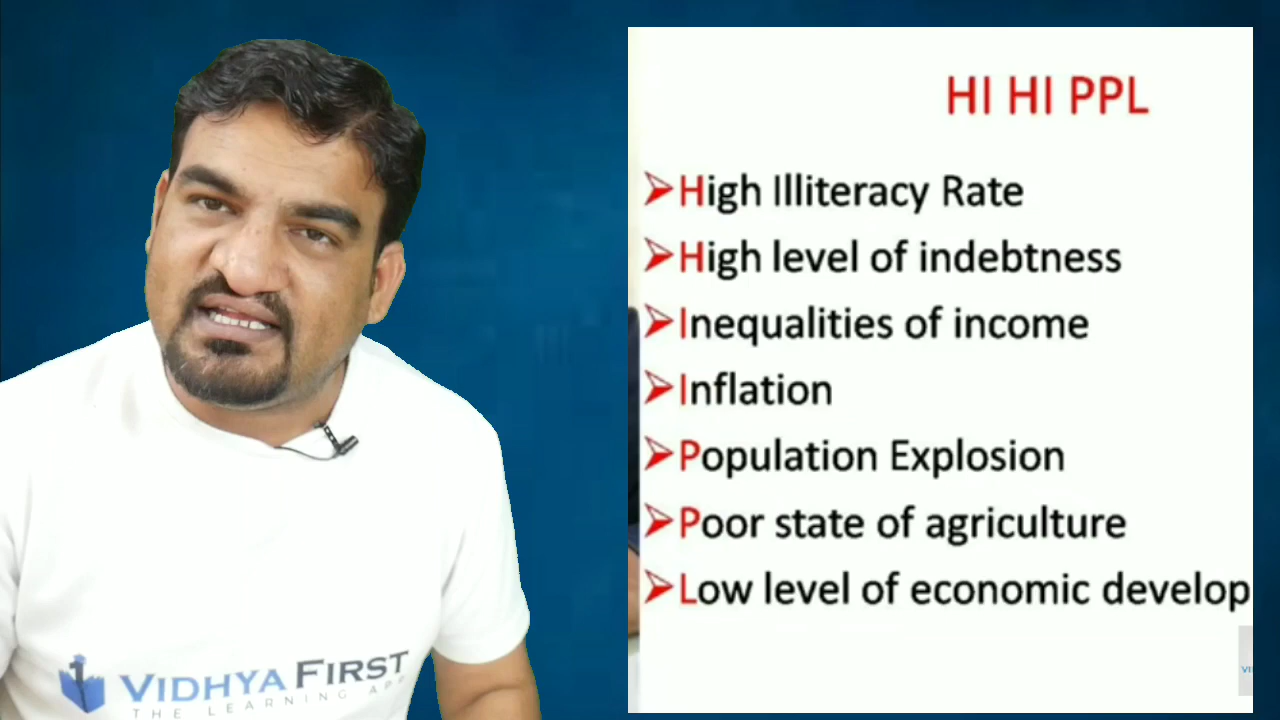 HI HI PPL
High Illiteracy Rate
High level of indebtness
Inequalities of income
Inflation
Population Explosion
Poor state of agriculture
Low level of economic develop
VIDHYA FIRST
THE LEARNING APP
VI